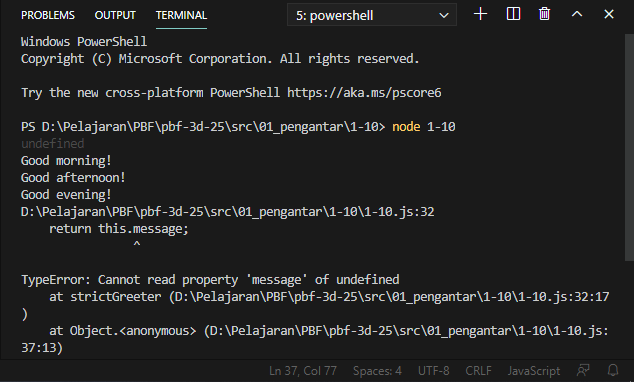 PROBLEMS OUTPUT TERMINAL 5: powershell
Windows PowerShell
Copyright (C) Microsoft Corporation. All rights reserved.
Try the new cross-platform PowerShell https://aka.ms/pscore6
PS D:\Pelajaran\PBF\pbf-3d-25\src\01_pengantar\1-10> node 1-10
undefined
Good morning!
Good afternoon!
Good evening!
D:\Pelajaran\PBF\pbf-3d-25\src\01_pengantar\1-10\1-10.js:32
    return this.message;
                ^
TypeError: Cannot read property 'message' of undefined
    at strictGreeter (D:\Pelajaran\PBF\pbf-3d-25\src\01_pengantar\1-10\1-10.js:32:17
)
    at Object.<anonymous> (D:\Pelajaran\PBF\pbf-3d-25\src\01_pengantar\1-10\1-10.js:
37:13)
Ln 37, Col 77 Spaces: 4 UTF-8 CRLF JavaScript